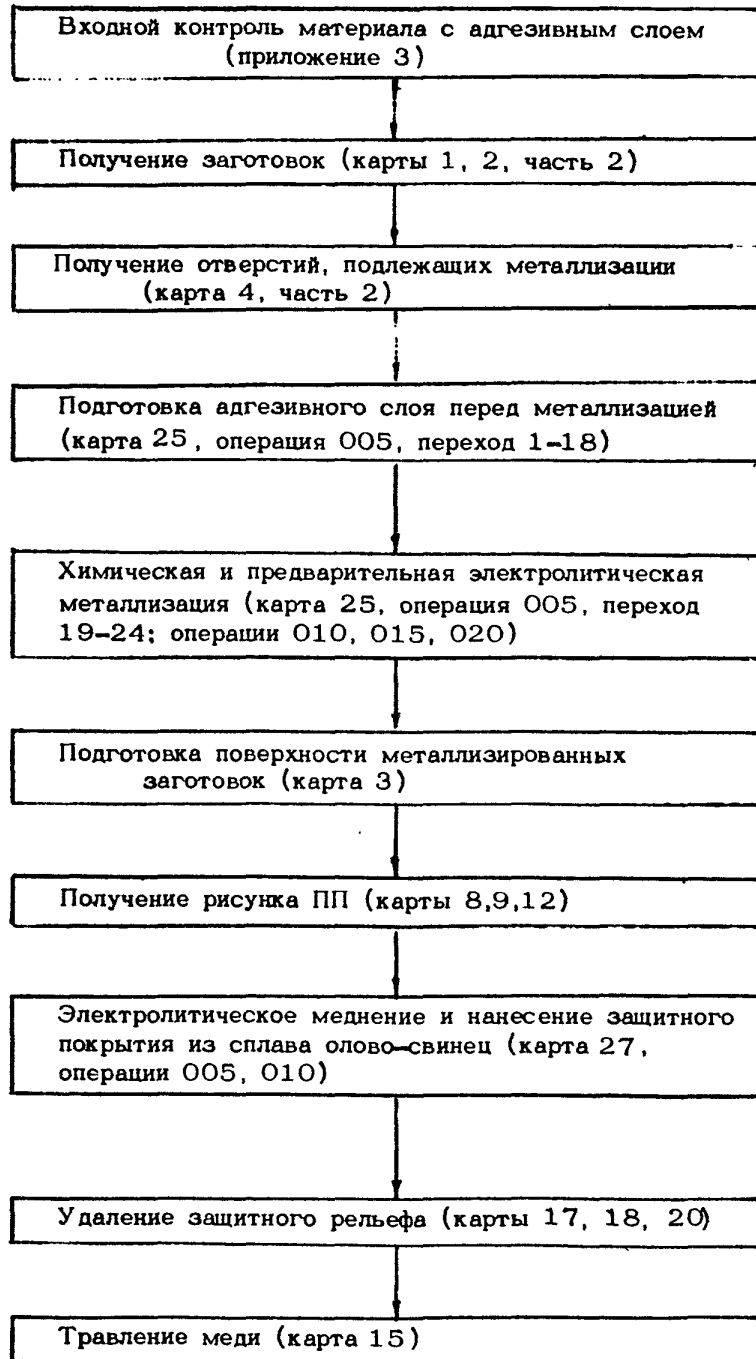 Входной контроль материала с адгезивным слоем
(приложение 3)
Получение заготовок (карты 1, 2, часть 2)
Получение отверстий, подлежащих металлизации
(карта 4, часть 2)
Подготовка адгезивного слоя перед металлизацией
(карта 25, операция 005, переход 1-18)
Химическая и предварительная электролитическая
металлизация (карта 25, операция 005, переход
19-24; операции 010, 015, 020)
Подготовка поверхности металлизированных
заготовок (карта 3)
Получение рисунка ПП (карты 8,9,12)
Электролитическое меднение и нанесение защитного
покрытия из сплава олово-свинец (карта 27,
операции 005, 010)
Удаление защитного рельефа (карты 17, 18, 20)
Травление меди (карта 15)